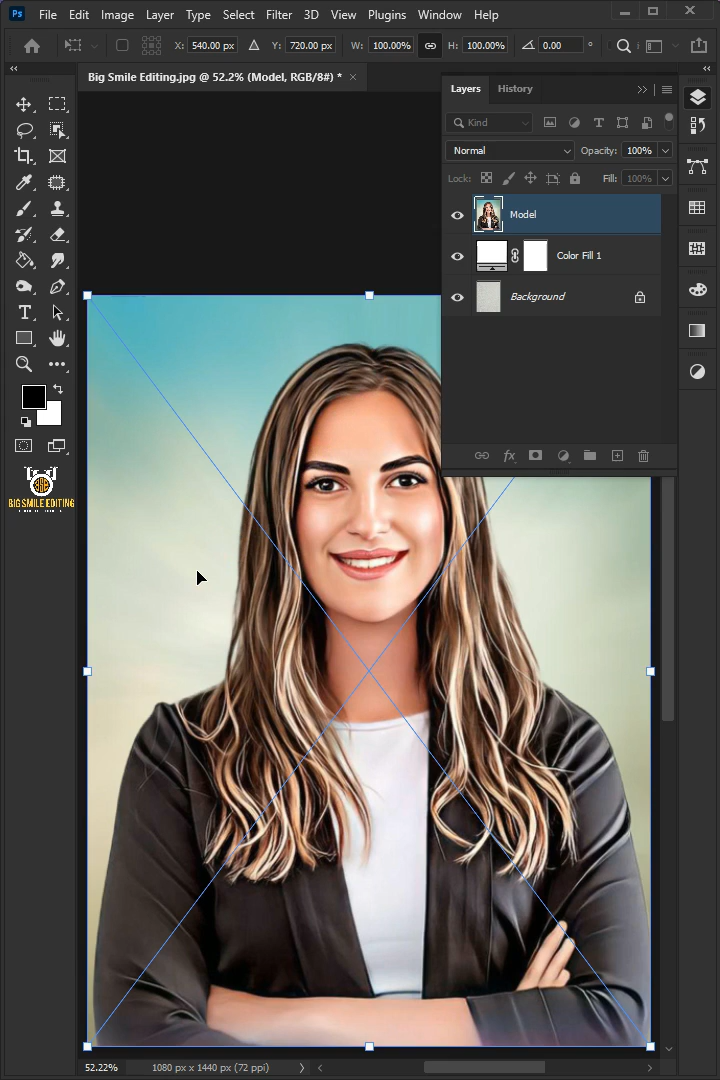 Ps File Edit Image Layer Type Select Filter 3D View Plugins Window Help
X: 540.00 px Y: 720.00 px W: 100.00% H: 100.00% 0.00 °
Big Smile Editing.jpg @ 52.2% (Model, RGB/8#) * ×
Layers History
Kind
Normal Opacity: 100%
Lock: Fill: 100%
Model
Color Fill 1
Background
fx
BIG SMILE EDITING
52.22% 1080 px x 1440 px (72 ppi)